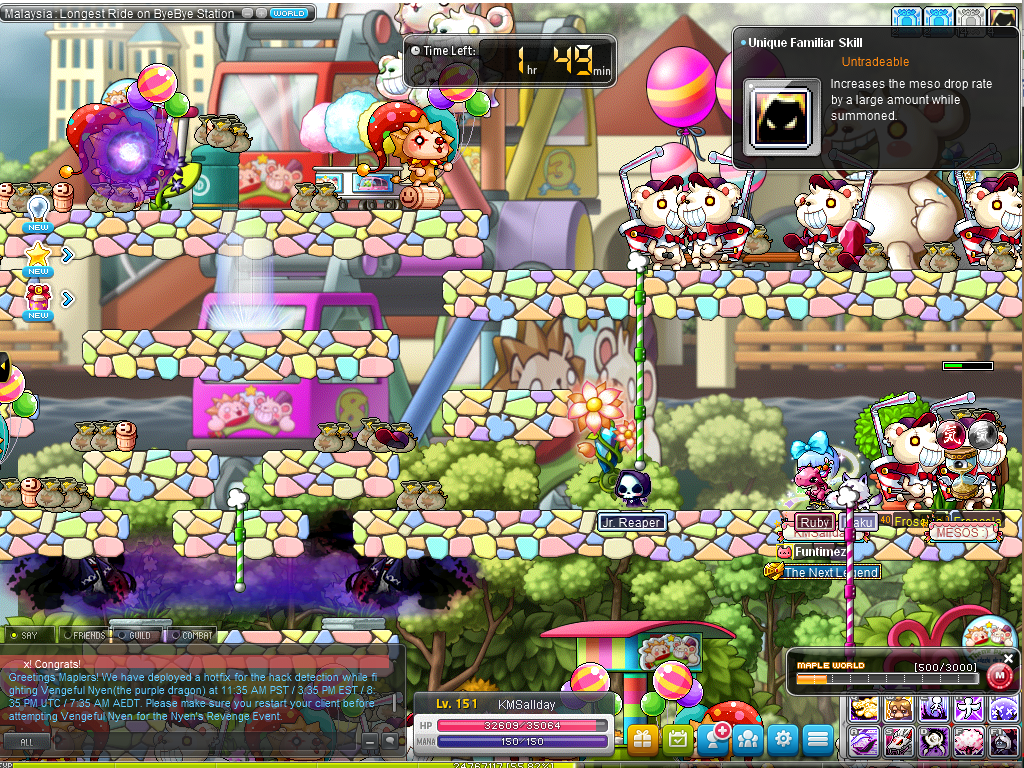 Malaysia: Longest Ride on ByeBye Station
WORLD
Time Left:
1 hr 49 min
Unique Familiar Skill
Untradeable
Increases the meso drop rate
by a large amount while
summoned.
NEW
NEW
NEW
3
Jr. Reaper
Ruby
40
KMSallday
MESOS :)
Funtimez
The Next Legend
SAY
FRIENDS
GUILD
COMBAT
x! Congrats!
Greetings Maplers! We have deployed a hotfix for the hack detection while fi
ghting Vengeful Nyen(the purple dragon) at 11:35 AM PST / 3:35 PM EST / 8:
35 PM UTC / 7:35 AM AEDT. Please make sure you restart your client before
attempting Vengeful Nyen for the Nyen's Revenge Event.
ALL
Lv. 151 KMSallday
HP 32609/35064
MANA 150/150
MAPLE WORLD [500/3000]
M